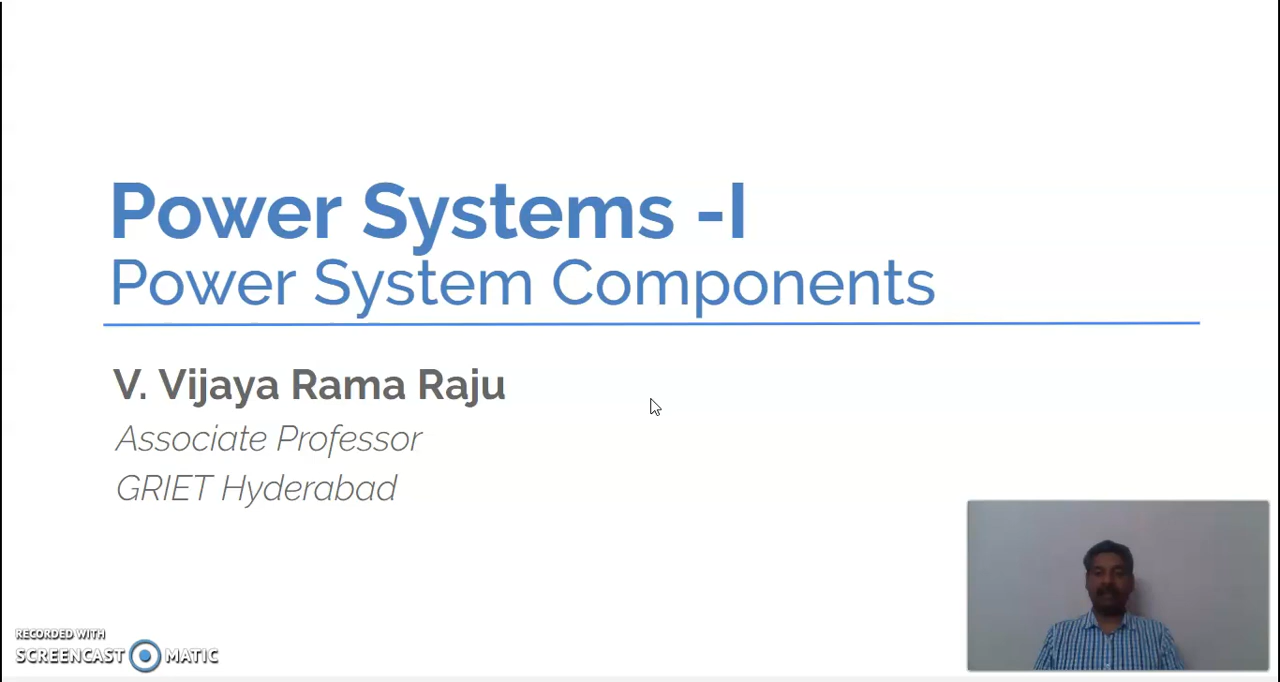 Power Systems -I
Power System Components
V. Vijaya Rama Raju
Associate Professor
GRIET Hyderabad
RECORDED WITH
SCREENCAST MATIC